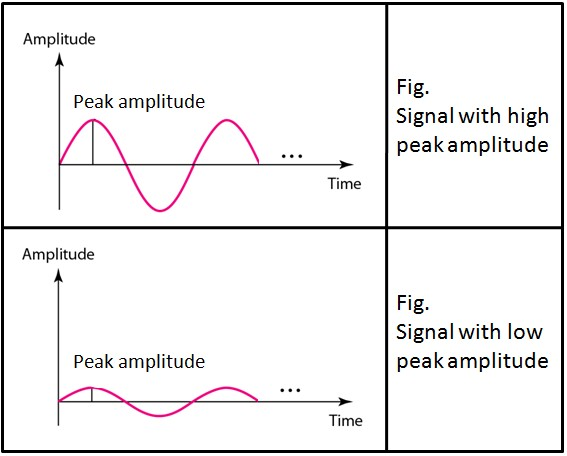 Amplitude
Peak amplitude
...
Time
Fig.
Signal with high
peak amplitude
Amplitude
Peak amplitude
...
Time
Fig.
Signal with low
peak amplitude